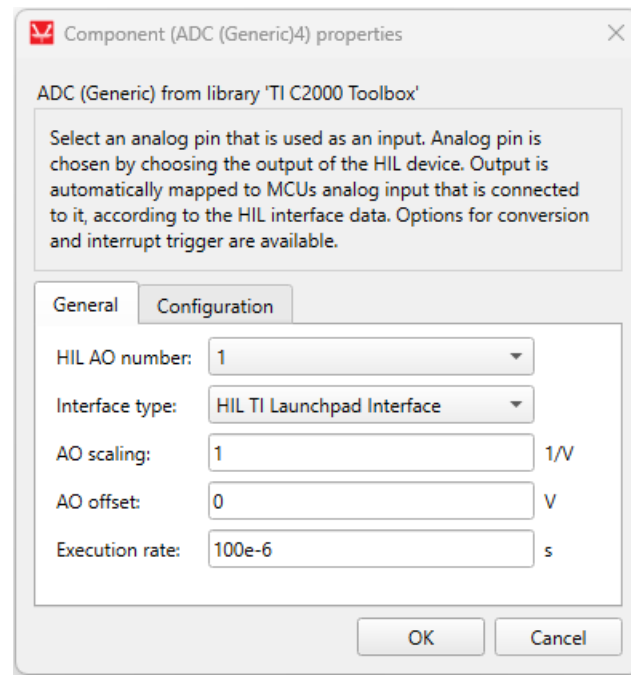 Component (ADC (Generic)4) properties
ADC (Generic) from library 'TI C2000 Toolbox'
Select an analog pin that is used as an input. Analog pin is
chosen by choosing the output of the HIL device. Output is
automatically mapped to MCUs analog input that is connected
to it, according to the HIL interface data. Options for conversion
and interrupt trigger are available.
General Configuration
HIL AO number: 1
Interface type: HIL TI Launchpad Interface
AO scaling: 1 1/V
AO offset: 0 V
Execution rate: 100e-6 s
OK Cancel